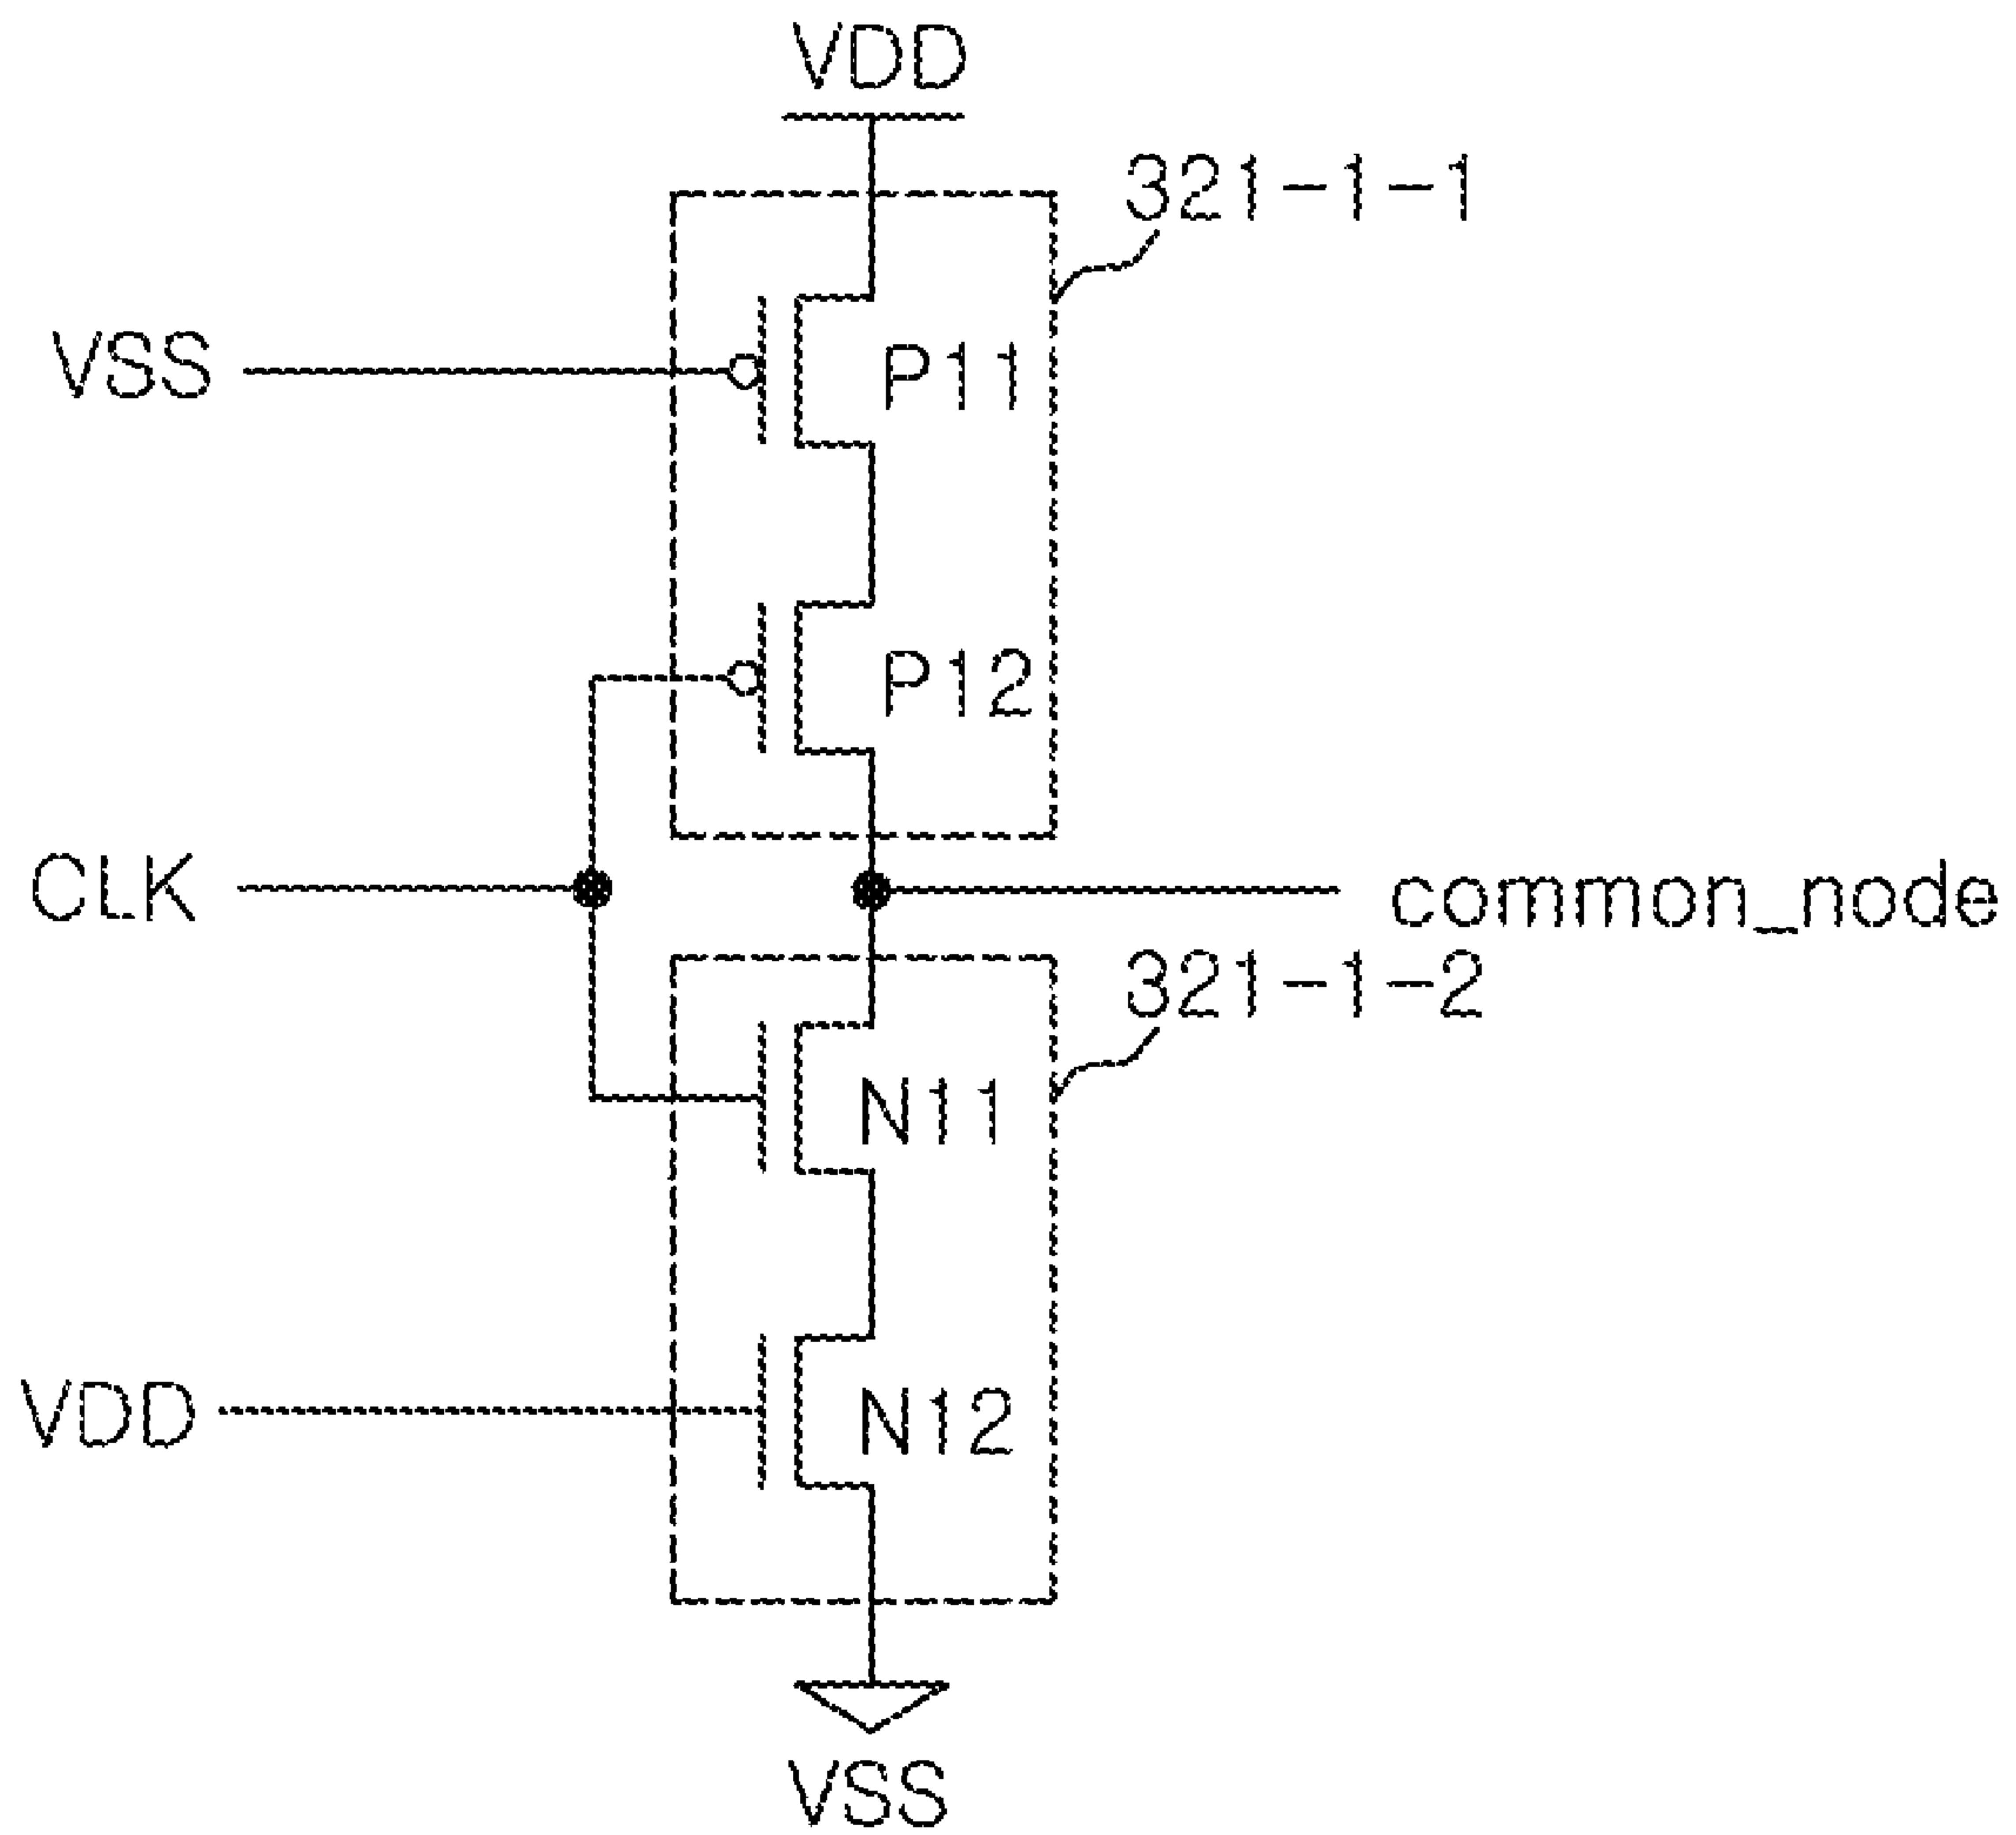 VDD
321-1-1
VSS
P11
P12
CLK
common_node
321-1-2
N11
VDD
N12
VSS